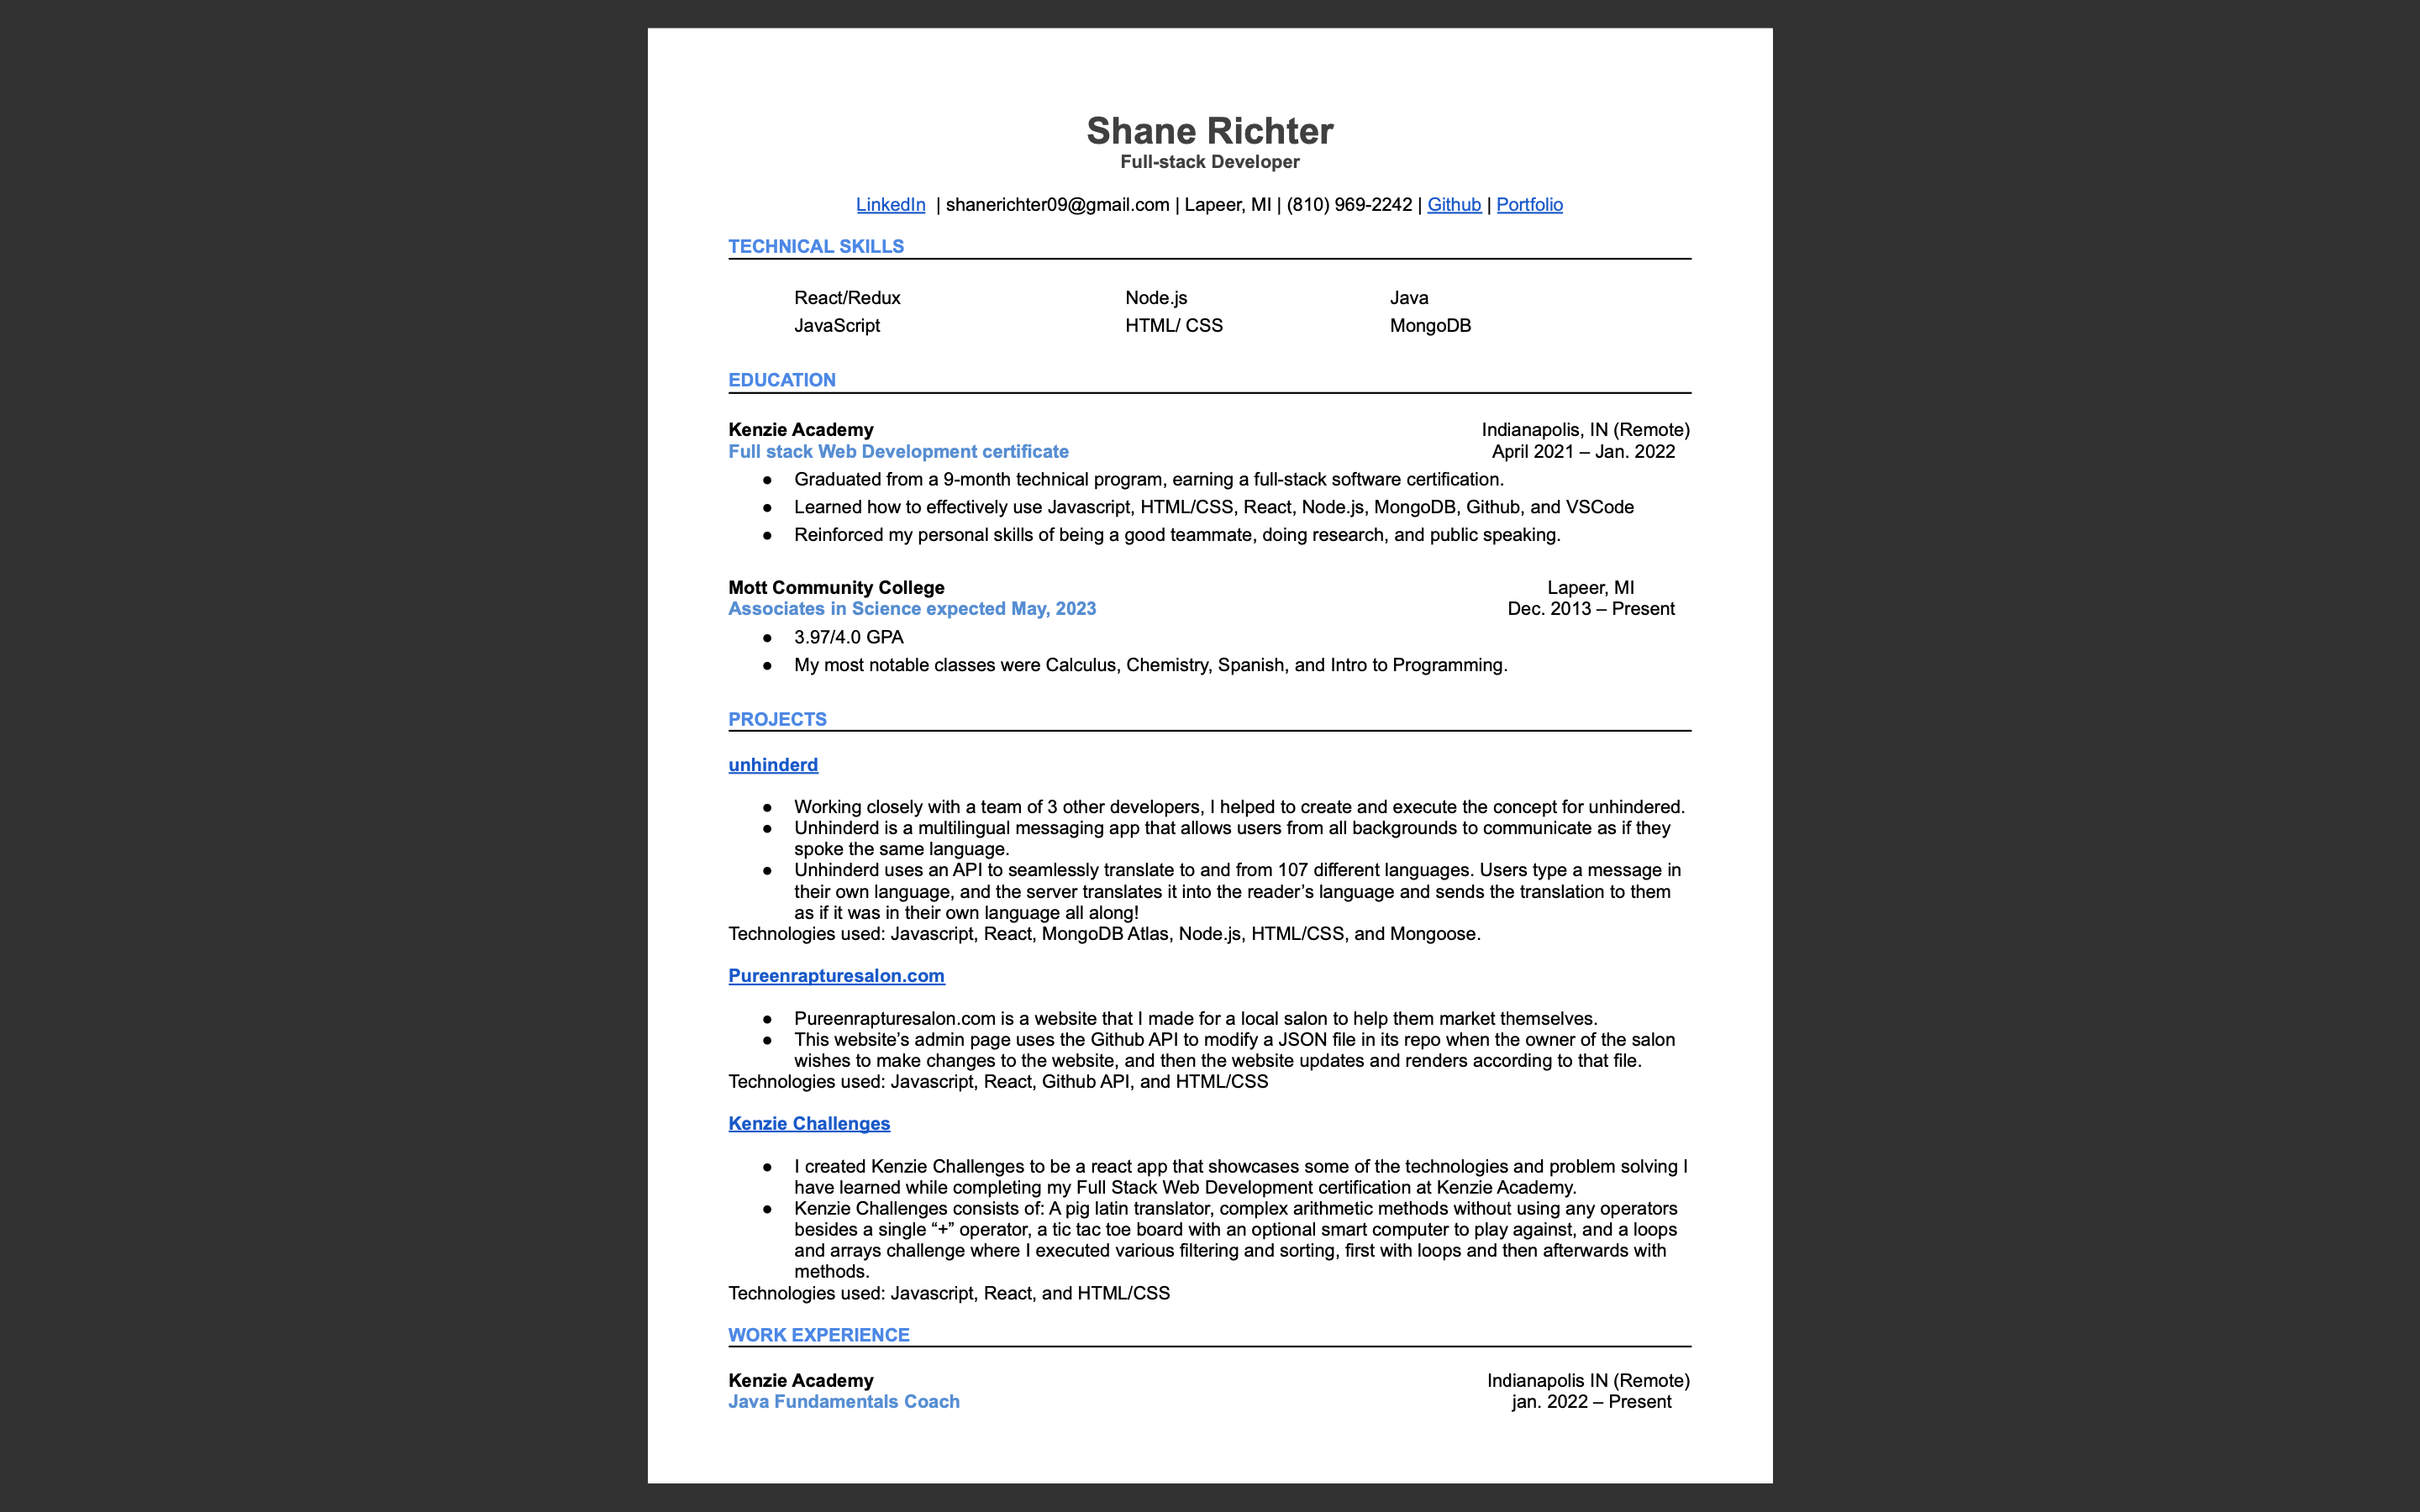 Shane Richter
Full-stack Developer
LinkedIn | shanerichter09@gmail.com | Lapeer, MI | (810) 969-2242 | Github | Portfolio
TECHNICAL SKILLS
React/Redux Node.js Java
JavaScript HTML/ CSS MongoDB
EDUCATION
Kenzie Academy Indianapolis, IN (Remote)
Full stack Web Development certificate April 2021 – Jan. 2022
● Graduated from a 9-month technical program, earning a full-stack software certification.
● Learned how to effectively use Javascript, HTML/CSS, React, Node.js, MongoDB, Github, and VSCode
● Reinforced my personal skills of being a good teammate, doing research, and public speaking.
Mott Community College Lapeer, MI
Associates in Science expected May, 2023 Dec. 2013 – Present
● 3.97/4.0 GPA
● My most notable classes were Calculus, Chemistry, Spanish, and Intro to Programming.
PROJECTS
unhinderd
● Working closely with a team of 3 other developers, I helped to create and execute the concept for unhindered.
● Unhinderd is a multilingual messaging app that allows users from all backgrounds to communicate as if they
spoke the same language.
● Unhinderd uses an API to seamlessly translate to and from 107 different languages. Users type a message in
their own language, and the server translates it into the reader’s language and sends the translation to them
as if it was in their own language all along!
Technologies used: Javascript, React, MongoDB Atlas, Node.js, HTML/CSS, and Mongoose.
Pureenrapturesalon.com
● Pureenrapturesalon.com is a website that I made for a local salon to help them market themselves.
● This website’s admin page uses the Github API to modify a JSON file in its repo when the owner of the salon
wishes to make changes to the website, and then the website updates and renders according to that file.
Technologies used: Javascript, React, Github API, and HTML/CSS
Kenzie Challenges
● I created Kenzie Challenges to be a react app that showcases some of the technologies and problem solving I
have learned while completing my Full Stack Web Development certification at Kenzie Academy.
● Kenzie Challenges consists of: A pig latin translator, complex arithmetic methods without using any operators
besides a single “+” operator, a tic tac toe board with an optional smart computer to play against, and a loops
and arrays challenge where I executed various filtering and sorting, first with loops and then afterwards with
methods.
Technologies used: Javascript, React, and HTML/CSS
WORK EXPERIENCE
Kenzie Academy Indianapolis IN (Remote)
Java Fundamentals Coach jan. 2022 – Present